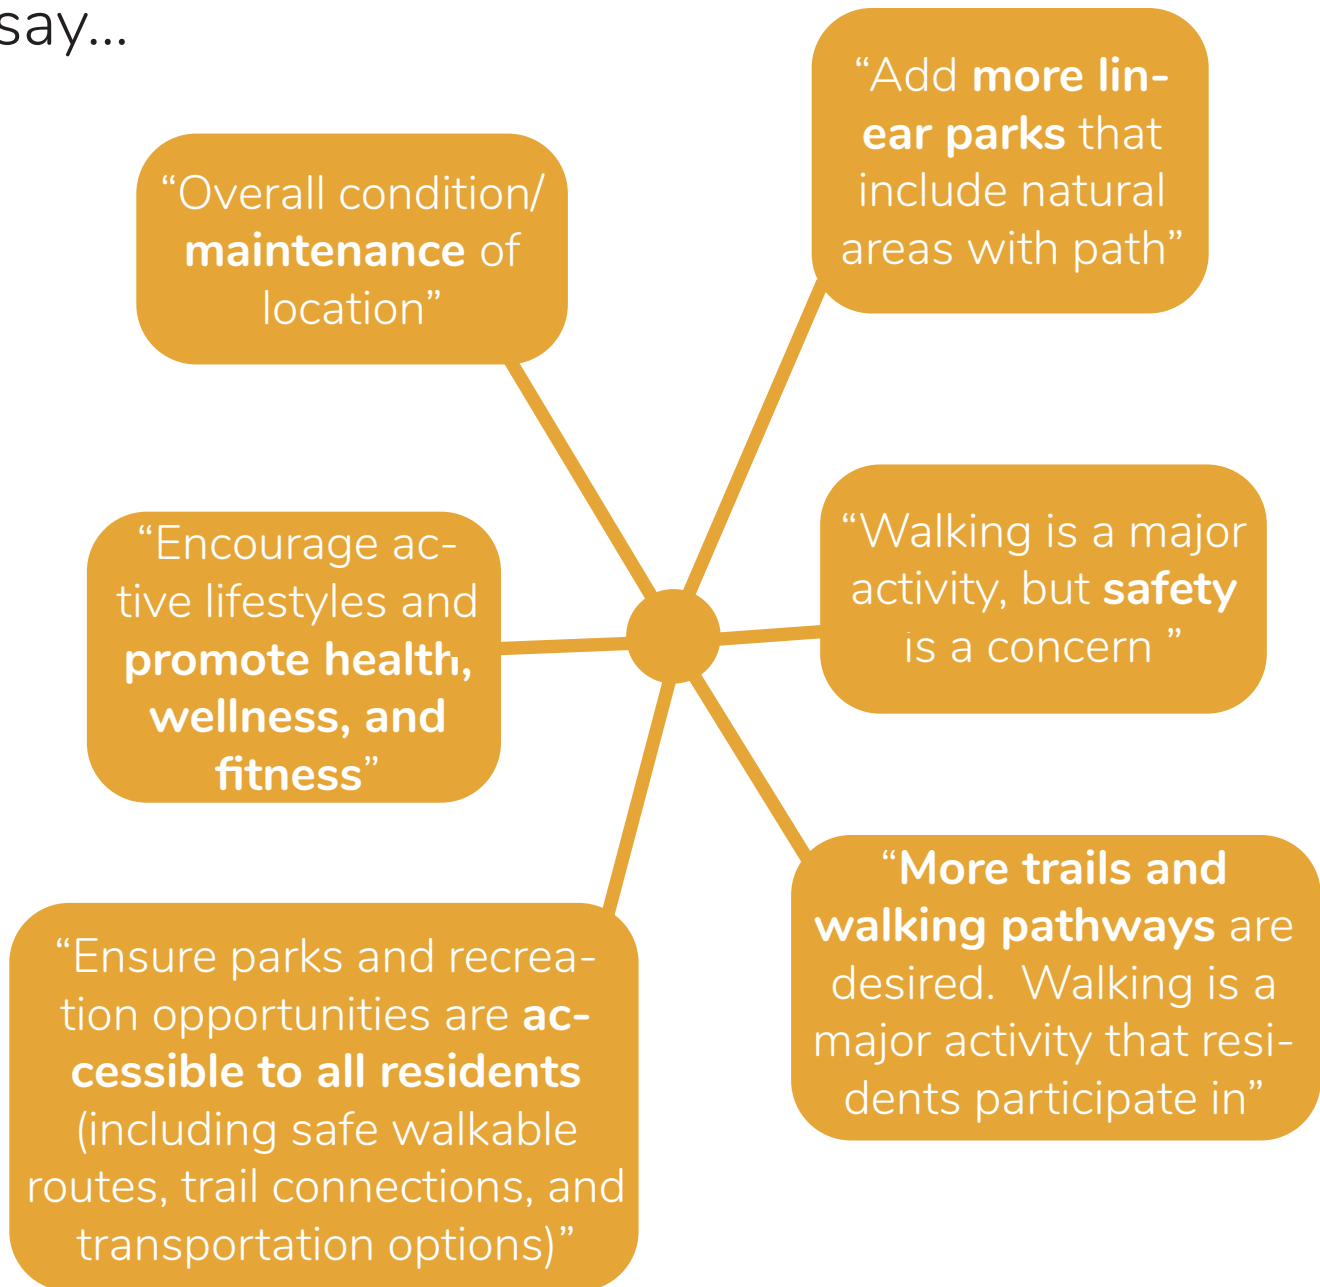 say...
“Add more lin-
ear parks that
include natural
areas with path”
“Overall condition/
maintenance of
location”
“Encourage ac-
tive lifestyles and
promote health,
wellness, and
fitness”
“Walking is a major
activity, but safety
is a concern ”
“More trails and
walking pathways are
desired.  Walking is a
major activity that resi-
dents participate in”
“Ensure parks and recrea-
tion opportunities are ac-
cessible to all residents
(including safe walkable
routes, trail connections, and
transportation options)”